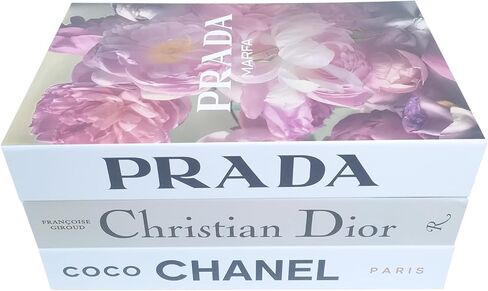 PRADA
MARFA
PRADA
FRANÇOISE
GIROUD
Christian Dior
R
COCO CHANEL PARIS